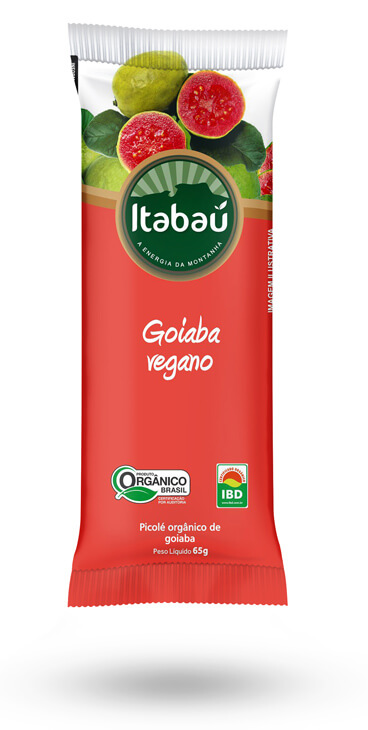 Itabaú
A ENERGIA DA MONTANHA
IMAGEM ILUSTRATIVA
Goiaba
vegano
PRODUTO
ORGÂNICO
BRASIL
CERTIFICAÇÃO
POR AUDITORIA
IBD
Picolé orgânico de
goiaba
Peso Líquido 65g